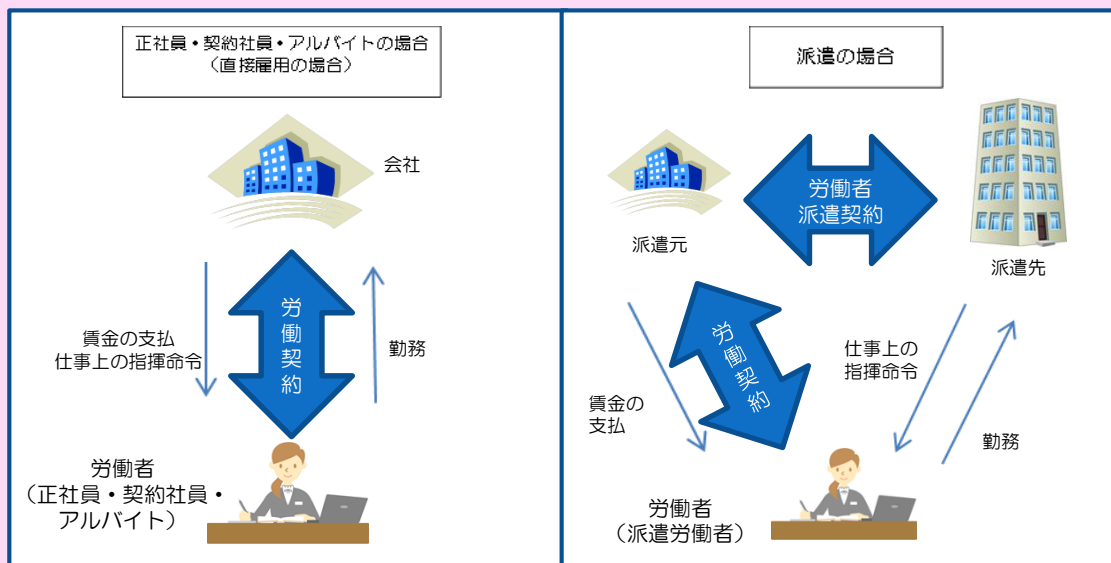 正社員・契約社員・アルバイトの場合
（直接雇用の場合）
会社
労働契約
賃金の支払
仕事上の指揮命令
勤務
労働者
（正社員・契約社員・
アルバイト）
派遣の場合
労働者
派遣契約
派遣元
派遣先
労働契約
賃金の
支払
仕事上の
指揮命令
勤務
労働者
（派遣労働者）